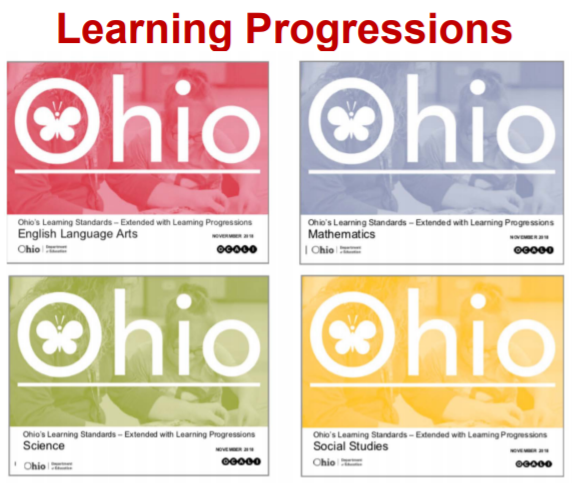 Learning Progressions
Ohio
Ohio's Learning Standards – Extended with Learning Progressions
English Language Arts
NOVEMBER 2018
Ohio | Department of Education
OCALI
Ohio
Ohio's Learning Standards – Extended with Learning Progressions
Mathematics
NOVEMBER 2018
Ohio | Department of Education
OCALI
Ohio
Ohio's Learning Standards – Extended with Learning Progressions
Science
NOVEMBER 2018
Ohio | Department of Education
OCALI
Ohio
Ohio's Learning Standards – Extended with Learning Progressions
Social Studies
NOVEMBER 2018
Ohio | Department of Education
OCALI